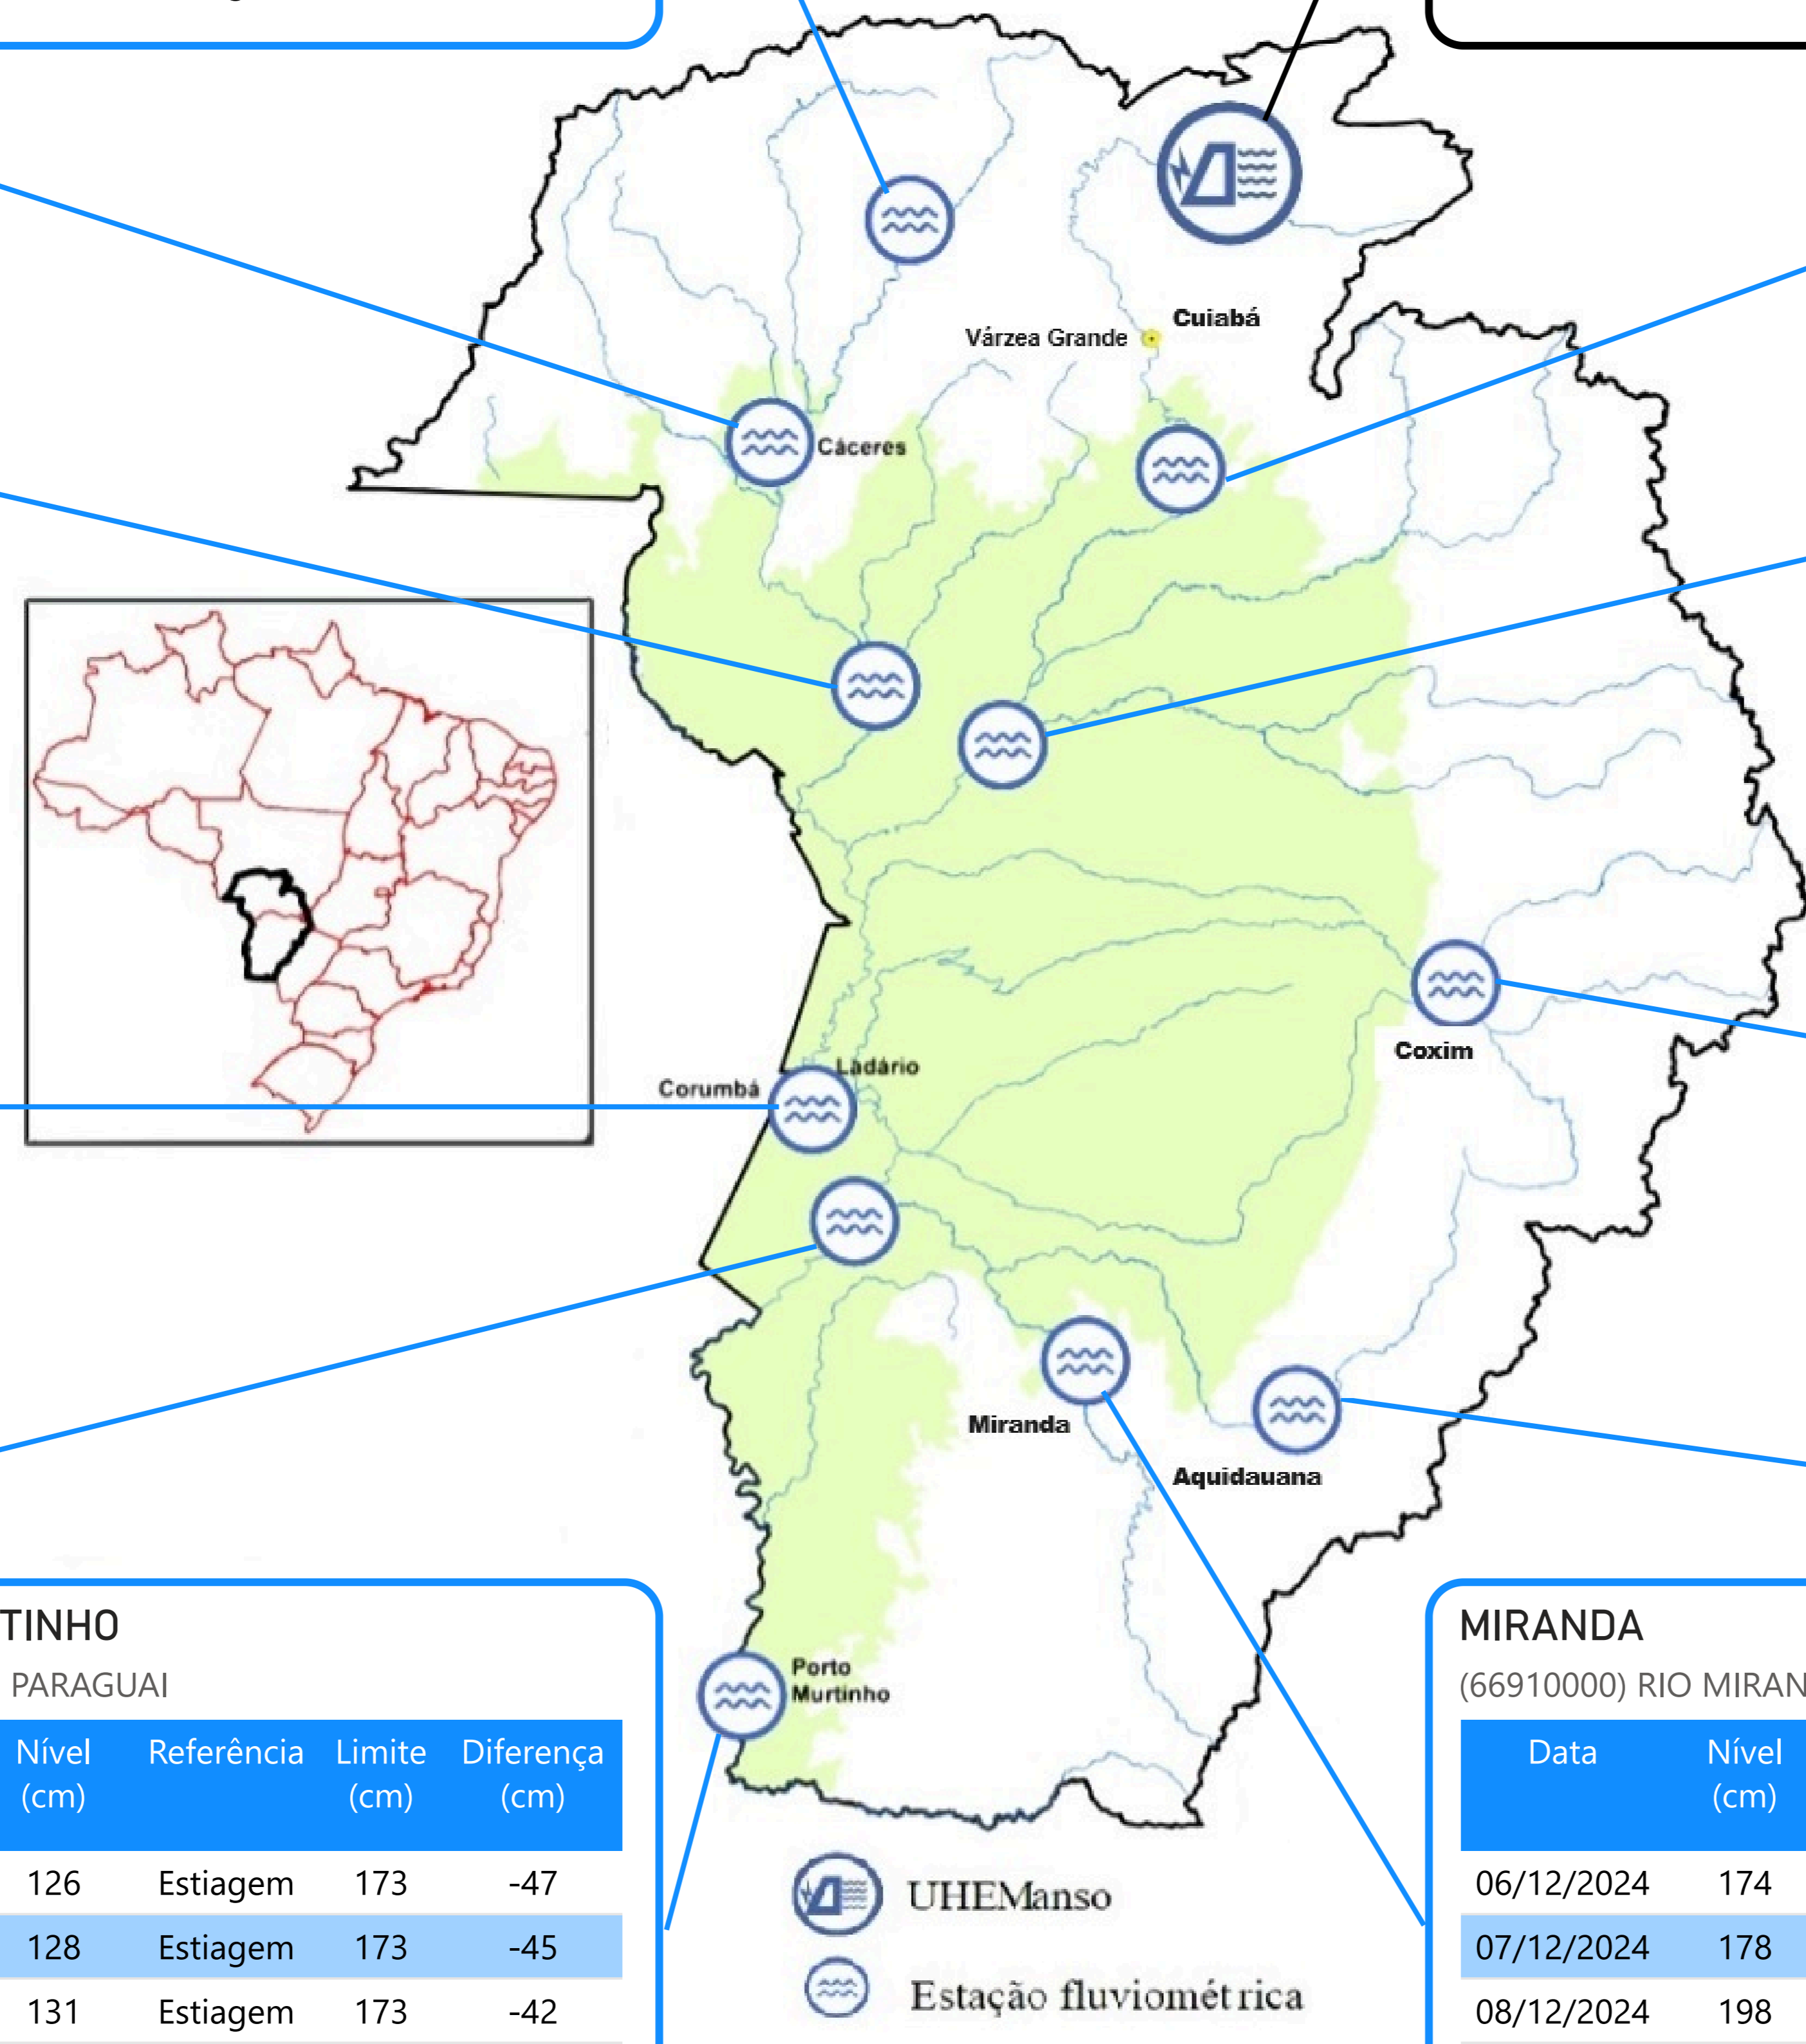 Várzea Grande
Cuiabá
Cáceres
Coxim
Ladário
Corumbá
Miranda
Aquidauana
Porto
Murtinho
TINHO
PARAGUAI
Nível Referência Limite Diferença
(cm) (cm) (cm)
126 Estiagem 173 -47
128 Estiagem 173 -45
131 Estiagem 173 -42
UHEManso
Estação fluviométrica
MIRANDA
(66910000) RIO MIRAN
Data Nível
(cm)
06/12/2024 174
07/12/2024 178
08/12/2024 198